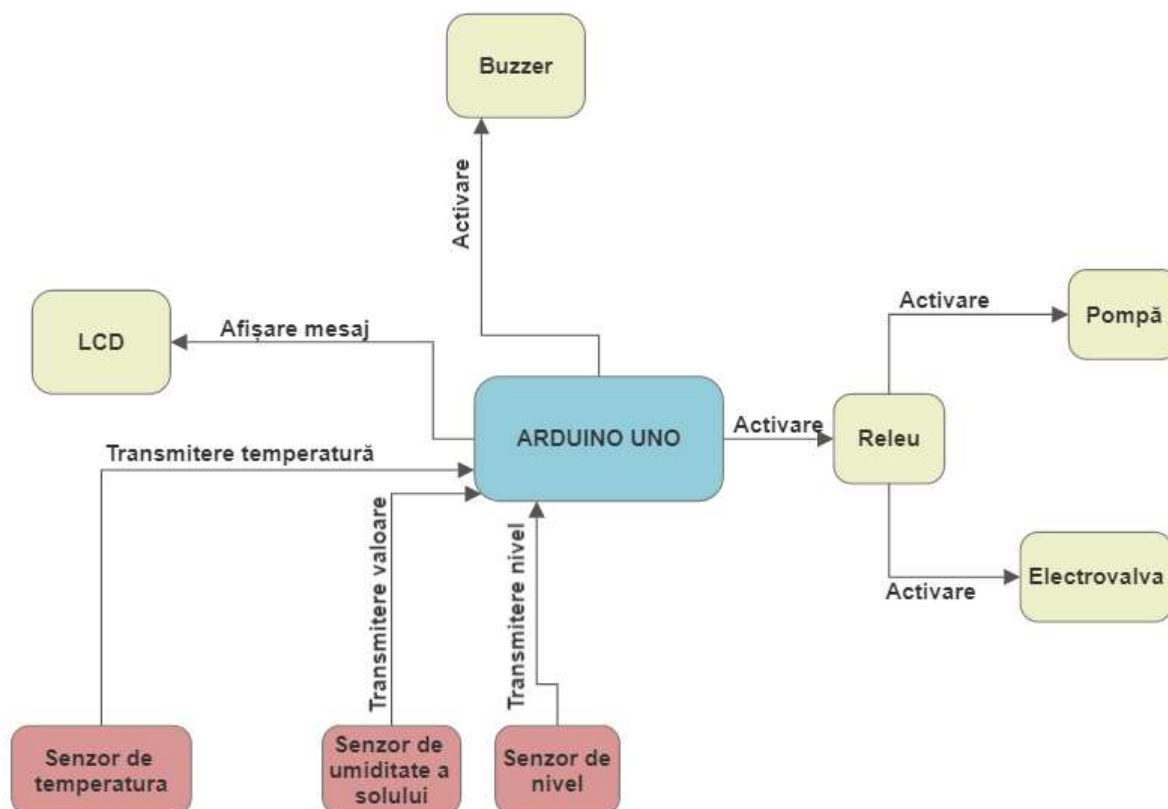 Buzzer
Activare
Activare
Pompă
Afișare mesaj
LCD
ARDUINO UNO
Activare
Releu
Transmitere temperatură
Transmitere valoare
Transmitere nivel
Electrovalva
Activare
Senzor de
temperatura
Senzor de
umiditate a
solului
Senzor de
nivel